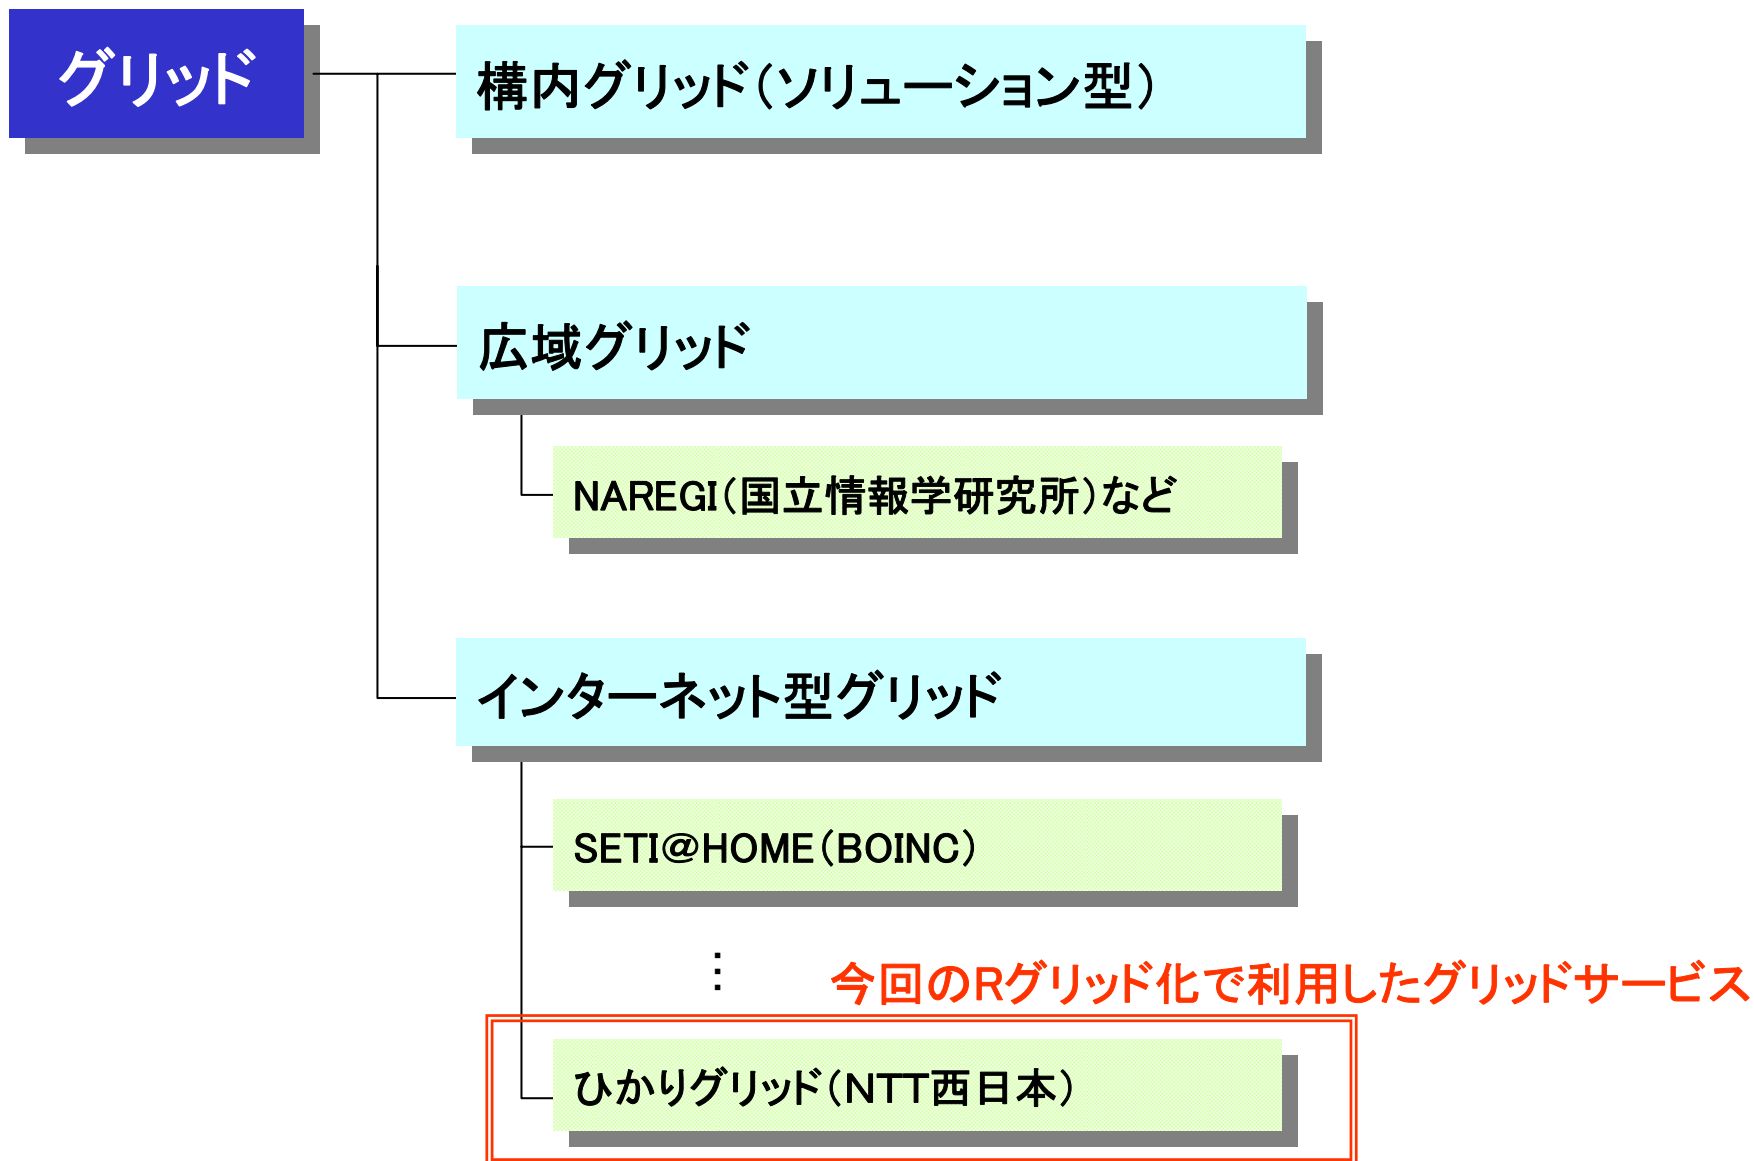 グリッド
構内グリッド（ソリューション型）
広域グリッド
NAREGI（国立情報学研究所）など
インターネット型グリッド
SETI＠HOME（BOINC）
…
今回のRグリッド化で利用したグリッドサービス
ひかりグリッド（NTT西日本）